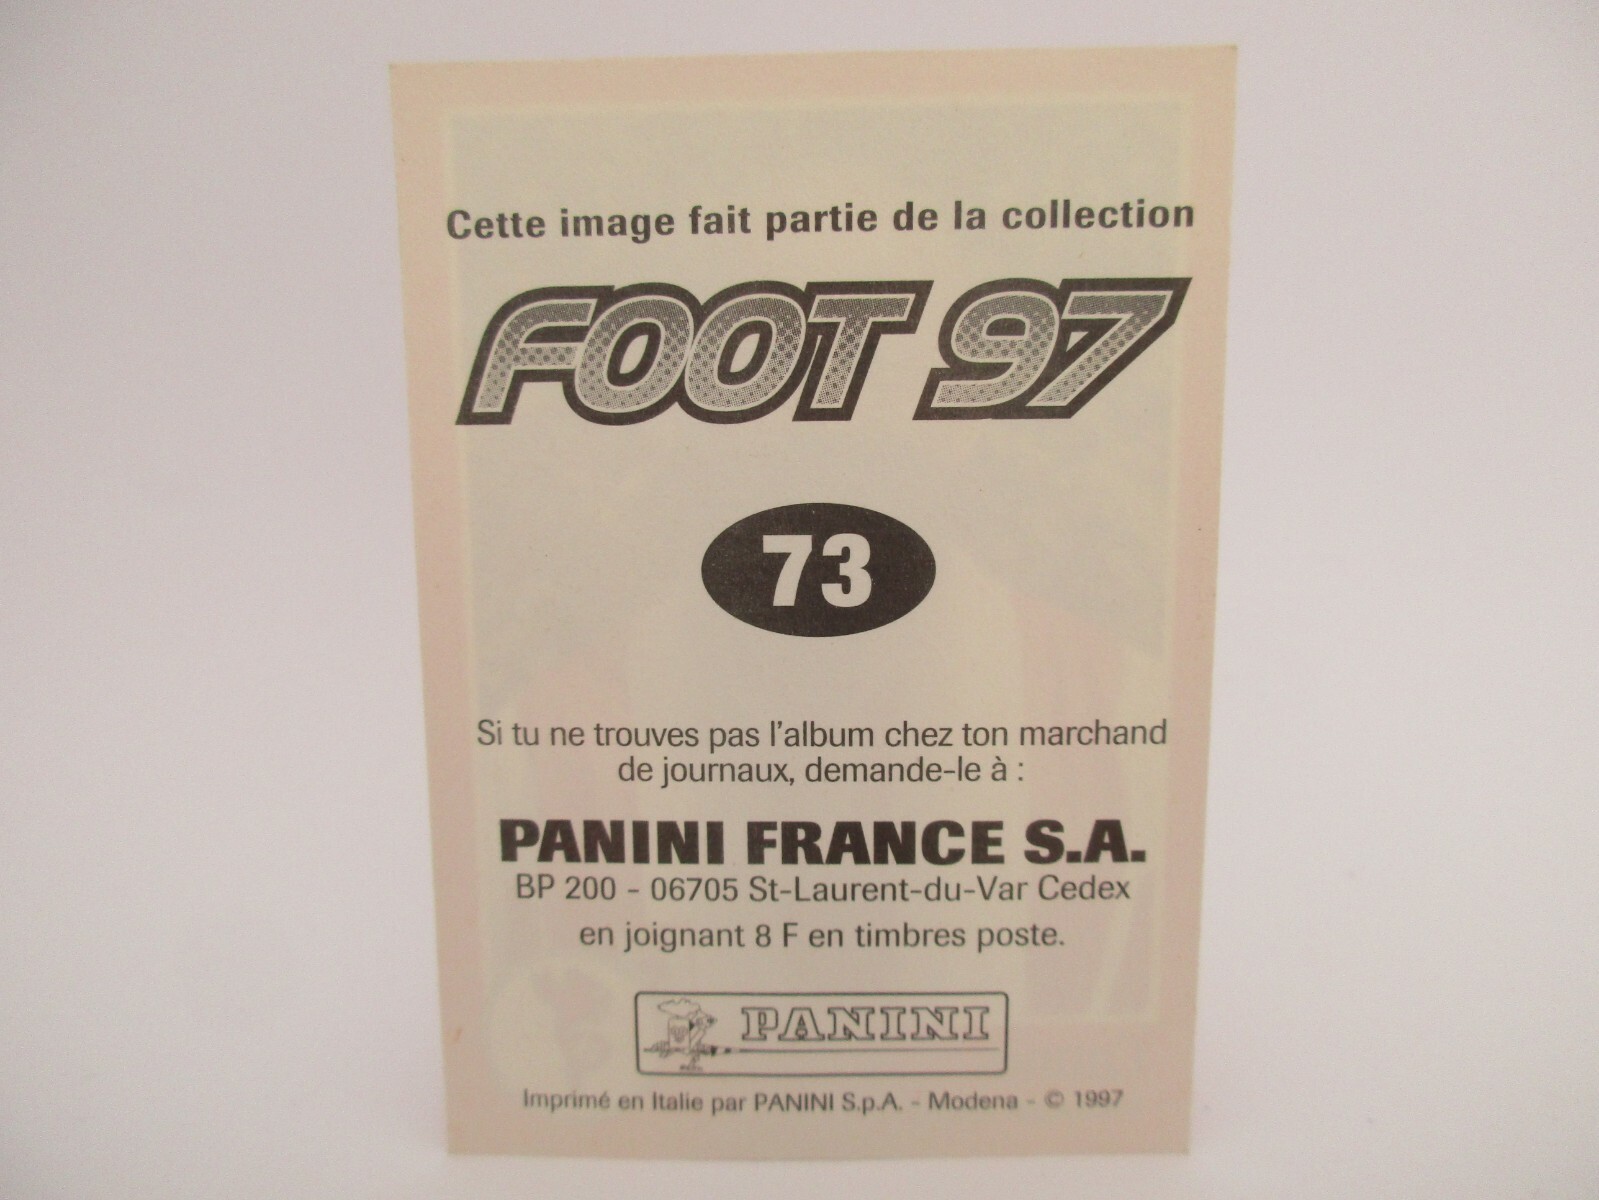 Cette image fait partie de la collection
FOOT 97
73
Si tu ne trouves pas l'album chez ton marchand
de journaux, demande-le à :
PANINI FRANCE S.A.
BP 200 - 06705 St-Laurent-du-Var Cedex
en joignant 8 F en timbres poste.
PANINI
Imprimé en Italie par PANINI S.p.A. - Modena - © 1997